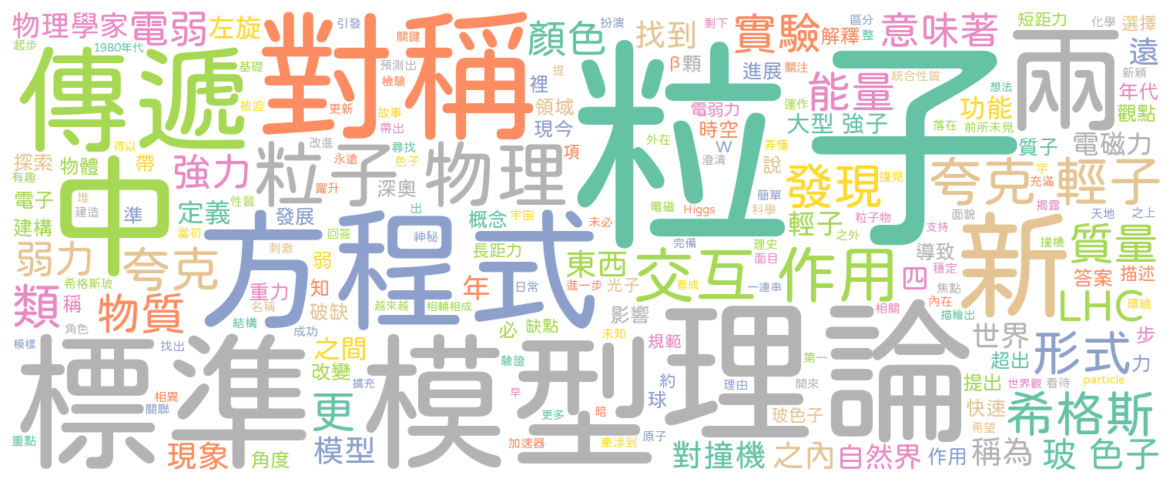 物理學家 電弱 左旋 引發 扮演 剩下 區分 化學
起步 1980年代 關鍵 顏色 找到 實驗 解釋 整 意味著 短距力 選擇
傳遞 對稱 粒子 兩 遠
基礎 預測出 檢驗 裡 β 顆 進展 關注 能量 統合性質 新穎 年代
被迫 更新 提 領域 電弱力 運作 想法 功能 觀點
故事 帶出 現今 時空 大型 強子 落在 前所未見
得以 改進 尋找 外在 W 弄懂 質子 電磁力
探索 物體 帶 強力 永遠 色子 項 澄清 說
有趣 粒子 物理 深奧 發現 撞見 夸克 輕子
電子 堆 性質 躍升 簡單 字 充滿
建構 建造 準 定義 發展 出 概念 宇宙 電磁 Higgs 科學 輕子 粒子物 面貌 揭露 天地 之上
中 當初 方程式 神秘 未必 新 質量
弱力 夸克 刺激 回答 長距力 完備 理史 之外 導致 支持 撞機
希格斯玻 弱 東西 交互 作用 四 穩定 答案 描述
類 稱 物質 重力 知 年 越來越 相輔相成 日常 進一步 光子 面目 看成 一連串 相關 焦點 LHC 環繞
角色 名稱 破缺 必 缺點 影響 內在 描繪出
模樣 找出 結構 成功 之間 驗證 未知 規範 第一 世界 形式 步
標準 模型 理論
相異 關聯 改變 早 約 力 超出
擴充 更 更多 暗 球 理由 開來 提出 世界觀 看待 particle
重點 現象 角度 模型 加速器 牽涉到 原子 玻色子 快速 希望 希格斯
對撞機 之內 自然界 作用 稱為 玻 色子